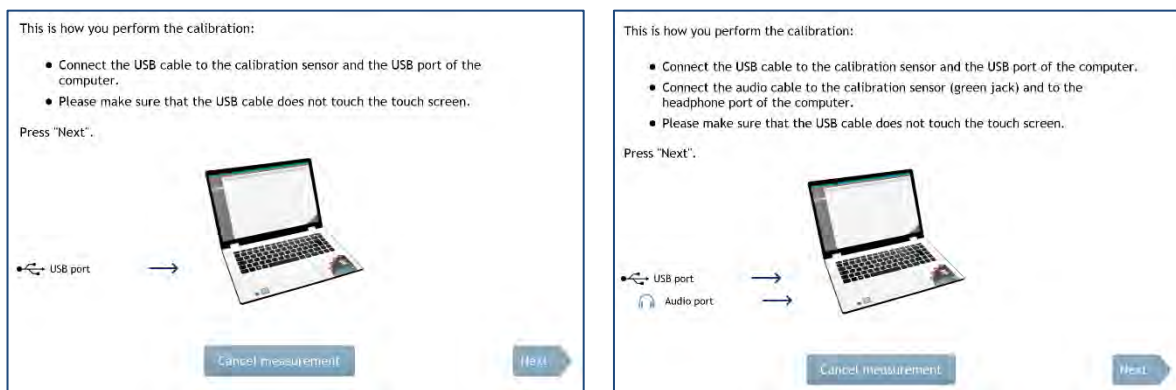 This is how you perform the calibration:
• Connect the USB cable to the calibration sensor and the USB port of the
computer.
• Please make sure that the USB cable does not touch the touch screen.
Press "Next".
USB port
Cancel measurement
Next
This is how you perform the calibration:
• Connect the USB cable to the calibration sensor and the USB port of the computer.
• Connect the audio cable to the calibration sensor (green jack) and to the
headphone port of the computer.
• Please make sure that the USB cable does not touch the touch screen.
Press "Next".
USB port
Audio port
Cancel measurement
Next